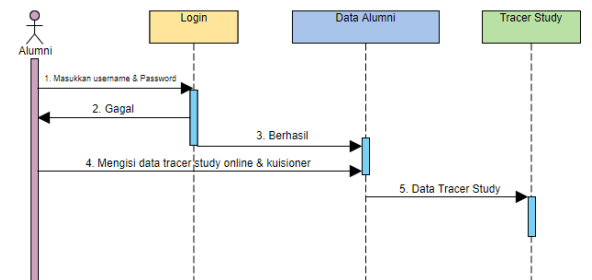 Login
Data Alumni
Tracer Study
Alumni
1. Masukkan username & Password
2. Gagal
3. Berhasil
4. Mengisi data tracer study online & kuisioner
5. Data Tracer Study